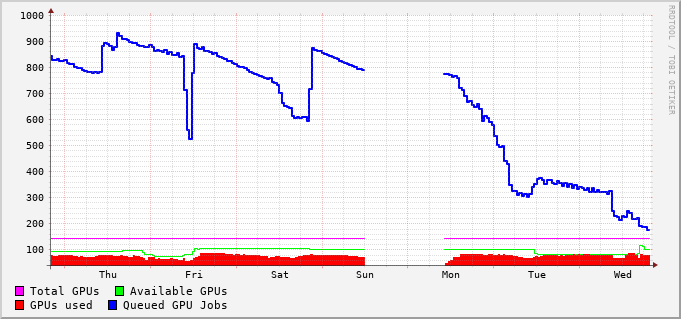 1000
900
800
700
600
500
400
300
200
100
Thu Fri Sat Sun Mon Tue Wed
RRDTOOL / TOBI OETIKER
Total GPUs Available GPUs
GPUs used Queued GPU Jobs